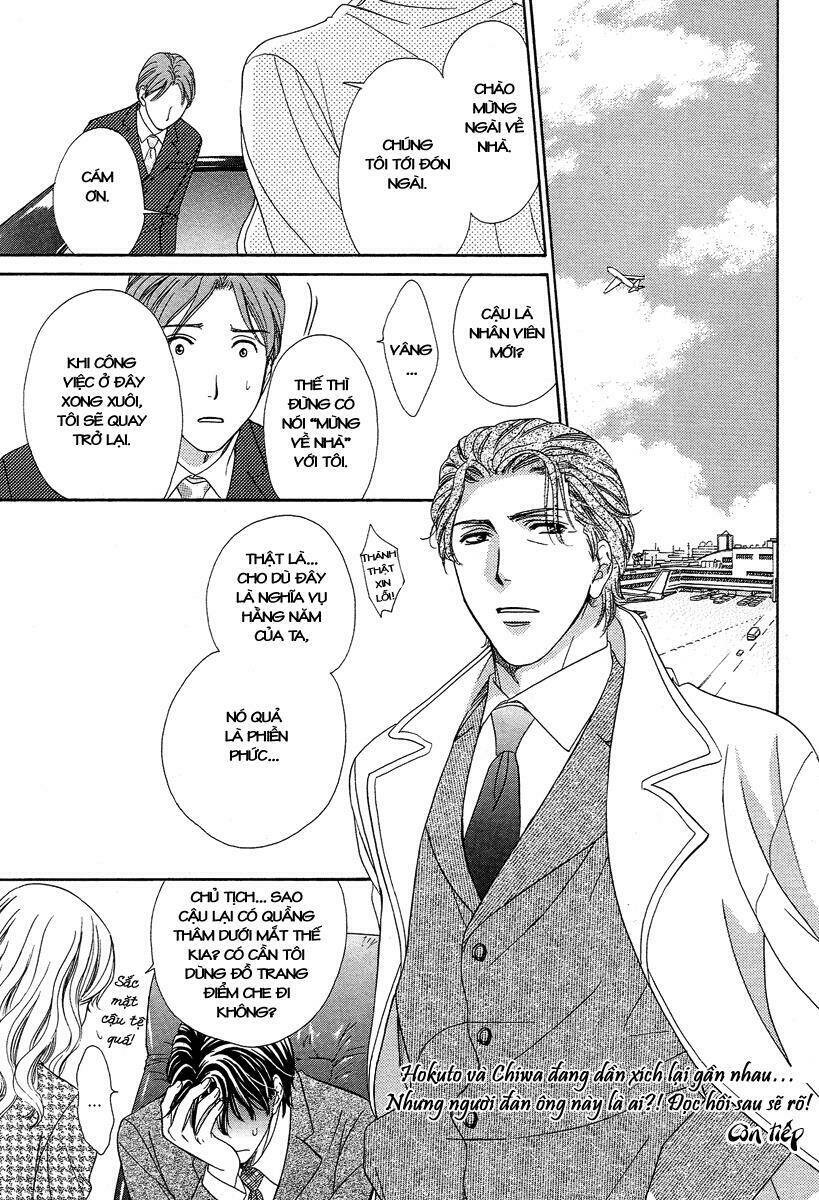 CHÀO
MỪNG
NGÀI VỀ
NHÀ.
CHÚNG
TÔI TỚI ĐÓN
NGÀI.
CÁM
ƠN.
CẬU LÀ
NHÂN VIÊN
MỚI?
VÂNG
...
THẾ THÌ
ĐỪNG CÓ
NÓI “MỪNG
VỀ NHÀ”
VỚI TÔI.
KHI CÔNG
VIỆC Ở ĐÂY
XONG XUÔI,
TÔI SẼ QUAY
TRỞ LẠI.
THÀNH
THẬT XIN
LỖI!
THẬT LÀ...
CHO DÙ ĐÂY
LÀ NGHĨA VỤ
HẰNG NĂM
CỦA TA,
NÓ QUẢ
LÀ PHIỀN
PHỨC...
CHỦ TỊCH... SAO
CẬU LẠI CÓ QUẦNG
THÂM DƯỚI MẮT THẾ
KIA? CÓ CẦN TÔI
DÙNG ĐỒ TRANG
ĐIỂM CHE ĐI
KHÔNG?
Sắc
mặt
cậu tệ
quá!
...
Hokuto và Chiwa đang dần xích lại gần nhau...
Nhưng người đàn ông này là ai?! Đọc hồi sau sẽ rõ!
Còn tiếp